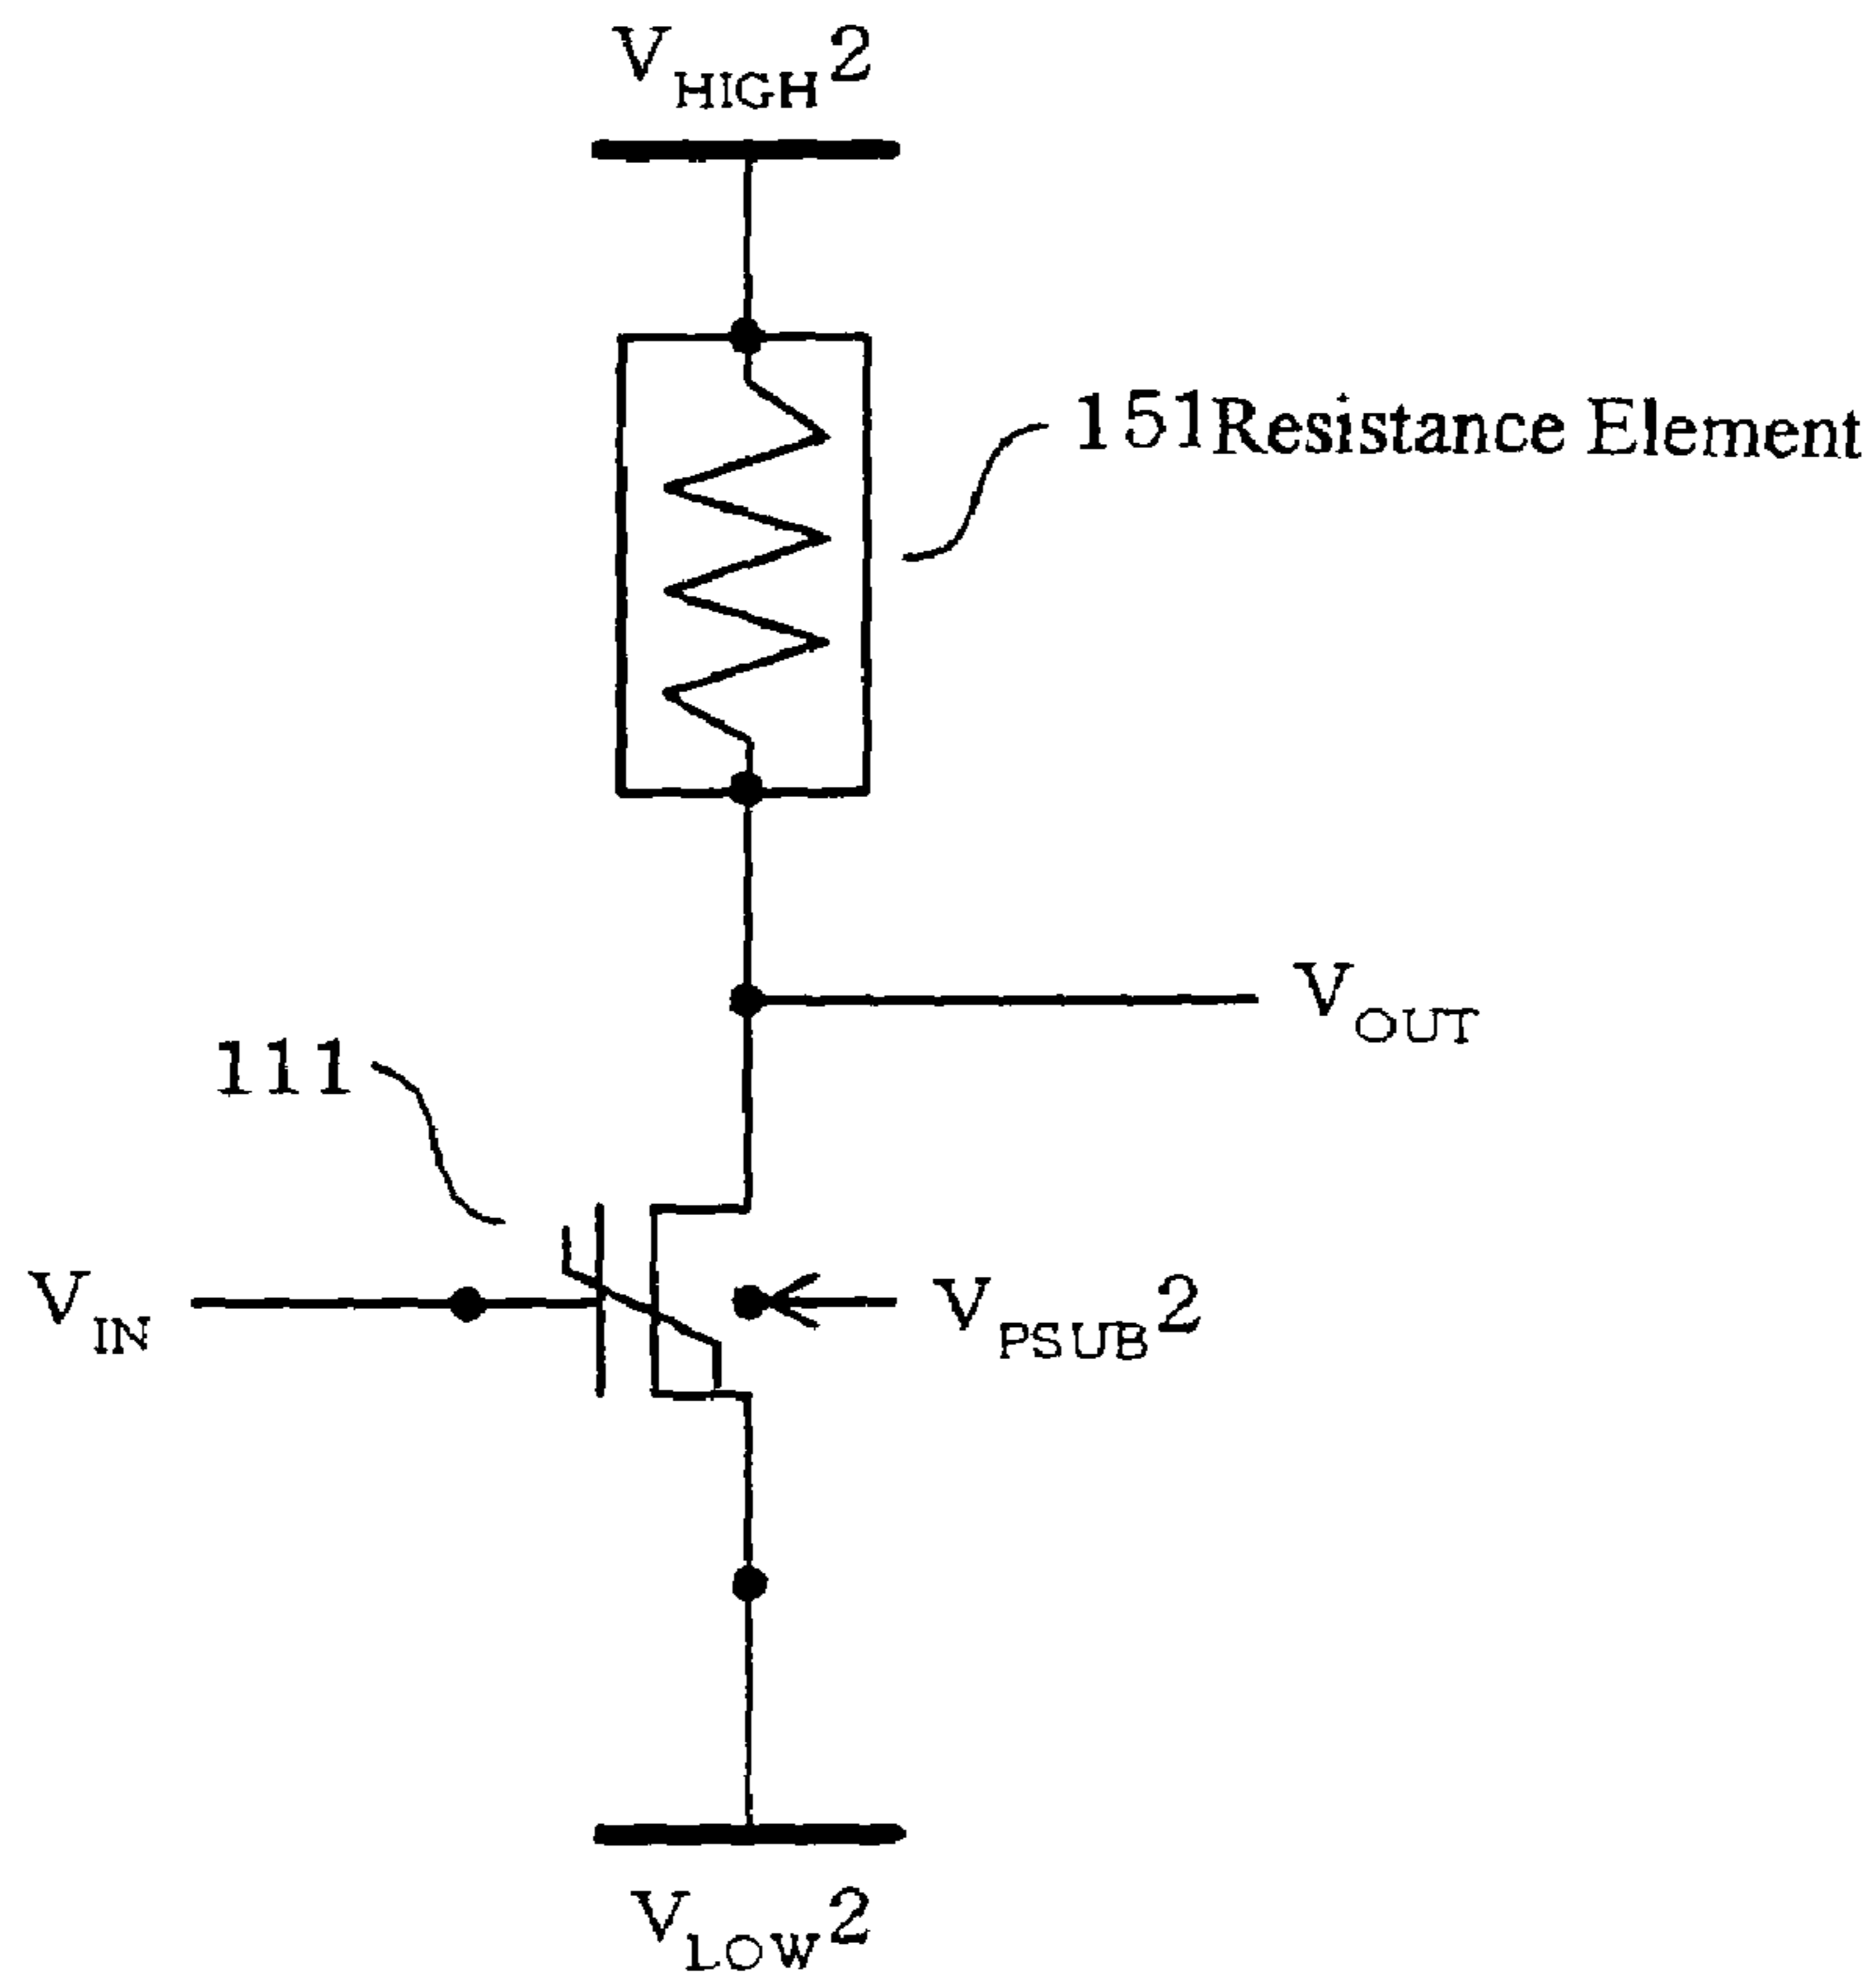 VHIGH2
151Resistance Element
VOUT
111
VIN
VPSUB2
VLOW2